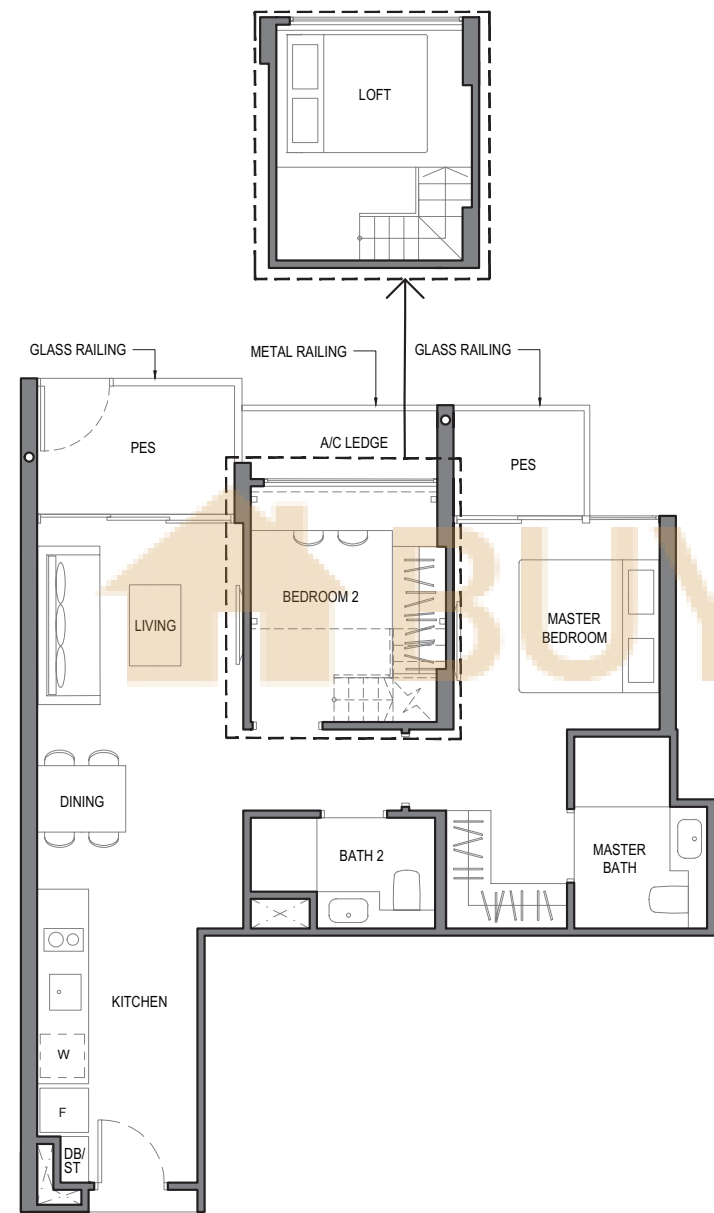 LOFT
GLASS RAILING
METAL RAILING
GLASS RAILING
A/C LEDGE
PES
PES
BEDROOM 2
LIVING
MASTER
BEDROOM
DINING
BATH 2
MASTER
BATH
KITCHEN
W
F
DB/
ST
BUY